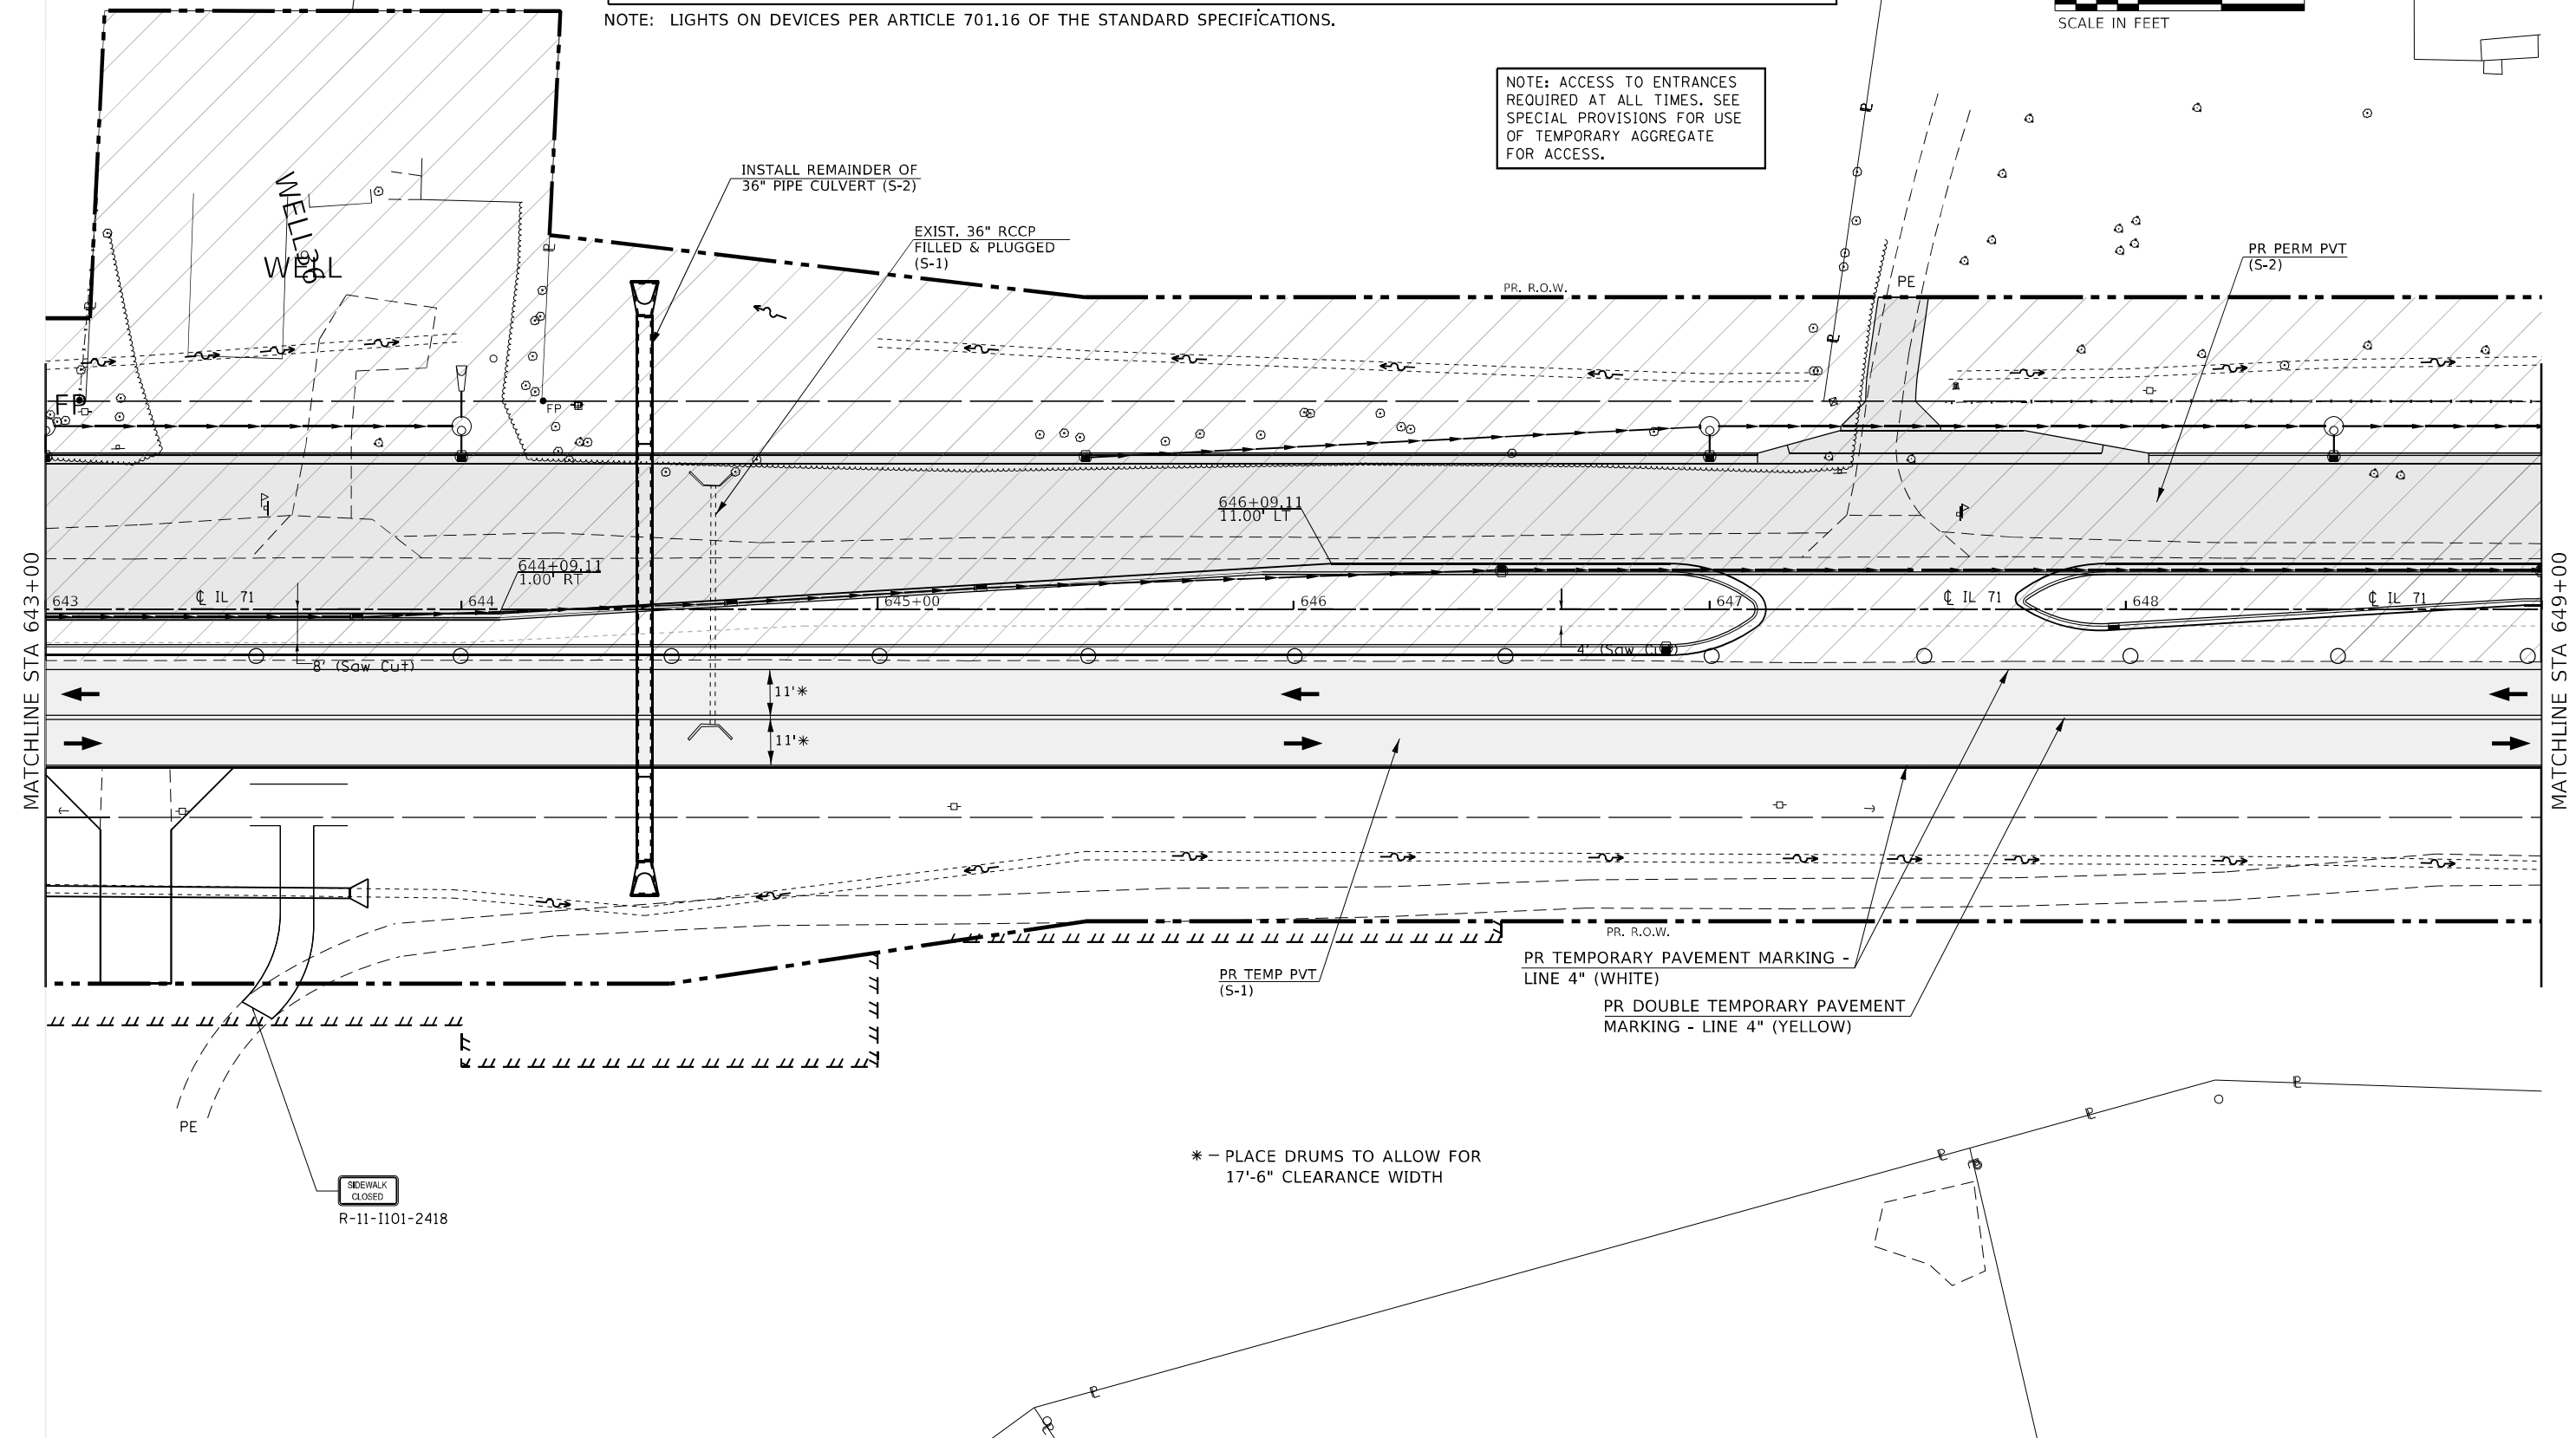 NOTE: LIGHTS ON DEVICES PER ARTICLE 701.16 OF THE STANDARD SPECIFICATIONS.
SCALE IN FEET
NOTE: ACCESS TO ENTRANCES
REQUIRED AT ALL TIMES. SEE
SPECIAL PROVISIONS FOR USE
OF TEMPORARY AGGREGATE
FOR ACCESS.
INSTALL REMAINDER OF
36" PIPE CULVERT (S-2)
EXIST. 36" RCCP
FILLED & PLUGGED
(S-1)
WELL
WELL
PR PERM PVT
(S-2)
PE
PR. R.O.W.
FP
FP
646+09.11
11.00' LT
644+09.11
1.00' RT
643
℄ IL 71
644
645+00
646
647
℄ IL 71
648
℄ IL 71
8' (Saw Cut)
4' (Saw Cut)
MATCHLINE STA 643+00
MATCHLINE STA 649+00
11'*
11'*
PR. R.O.W.
PR TEMP PVT
(S-1)
PR TEMPORARY PAVEMENT MARKING -
LINE 4" (WHITE)
PR DOUBLE TEMPORARY PAVEMENT
MARKING - LINE 4" (YELLOW)
PE
* - PLACE DRUMS TO ALLOW FOR
17'-6" CLEARANCE WIDTH
SIDEWALK
CLOSED
R-11-I101-2418